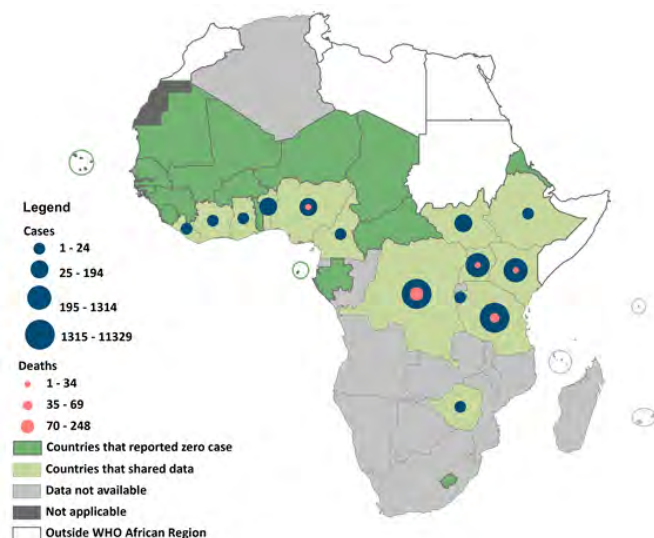 Legend
Cases
1 - 24
25 - 194
195 - 1314
1315 - 11329
Deaths
1 - 34
35 - 69
70 - 248
Countries that reported zero case
Countries that shared data
Data not available
Not applicable
Outside WHO African Region